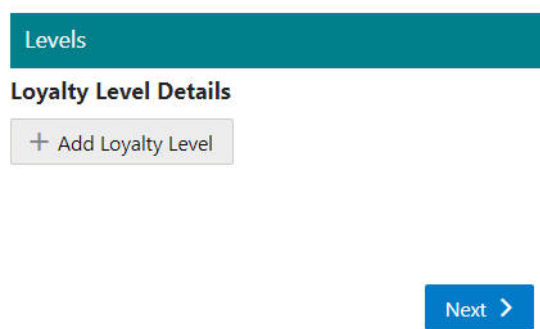 Levels
Loyalty Level Details
+ Add Loyalty Level
Next >